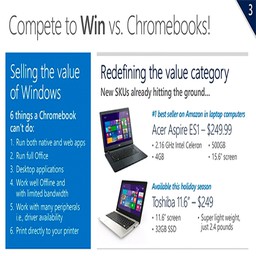 3
Compete to Win vs. Chromebooks!
Selling the value
of Windows
6 things a Chromebook
can't do:
1. Run both native and web apps
2. Run full Office
3. Desktop applications
4. Work well Offline and
with limited bandwidth
5. Work with many peripherals
i.e., driver availability
6. Print directly to your printer
Redefining the value category
New SKUs already hitting the ground...
#1 best seller on Amazon in laptop computers
Acer Aspire ES1 – $249.99
• 2.16 GHz Intel Celeron
• 4GB
• 500GB
• 15.6" screen
Available this holiday season
Toshiba 11.6" – $249
• 11.6" screen
• 32GB SSD
• Super light weight,
just 2.4 pounds